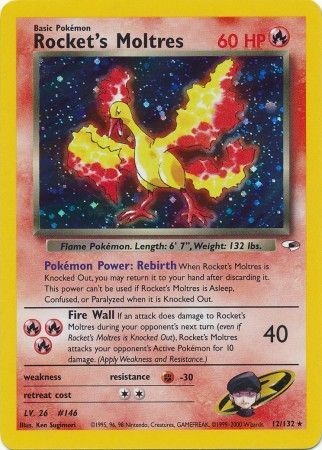 Basic Pokémon
Rocket's Moltres 60 HP
Flame Pokémon. Length: 6' 7", Weight: 132 lbs.
Pokémon Power: Rebirth When Rocket's Moltres is
Knocked Out, you may return it to your hand after discarding it.
This power can't be used if Rocket's Moltres is Asleep,
Confused, or Paralyzed when it is Knocked Out.
Fire Wall If an attack does damage to Rocket's
Moltres during your opponent's next turn (even if
Rocket's Moltres is Knocked Out), Rocket's Moltres
attacks your opponent's Active Pokémon for 10
damage. (Apply Weakness and Resistance.)
40
weakness resistance -30
retreat cost
LV. 26 #146
Illus. Ken Sugimori ©1995, 96, 98 Nintendo, Creatures, GAMEFREAK. ©1999-2000 Wizards. 12/132 ★